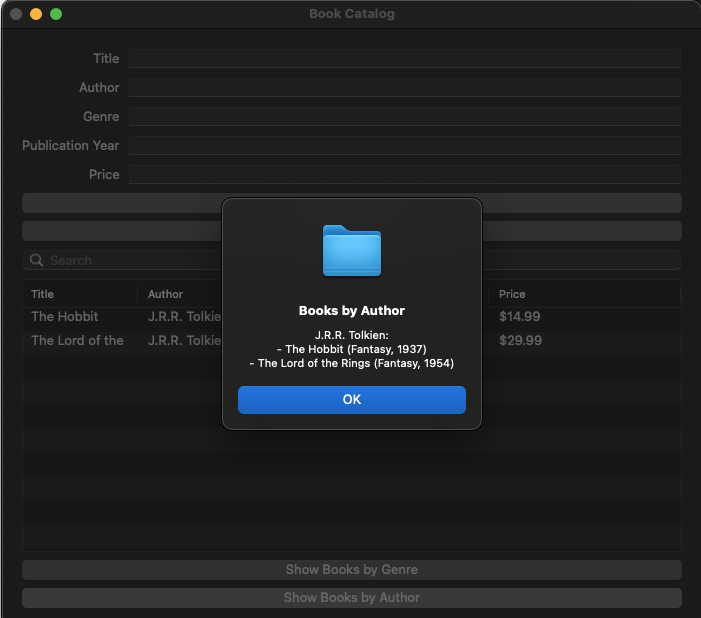 Book Catalog
Title
Author
Genre
Publication Year
Price
Search
Title Author Price
The Hobbit J.R.R. Tolkie $14.99
The Lord of the J.R.R. Tolkie $29.99
Books by Author
J.R.R. Tolkien:
- The Hobbit (Fantasy, 1937)
- The Lord of the Rings (Fantasy, 1954)
OK
Show Books by Genre
Show Books by Author